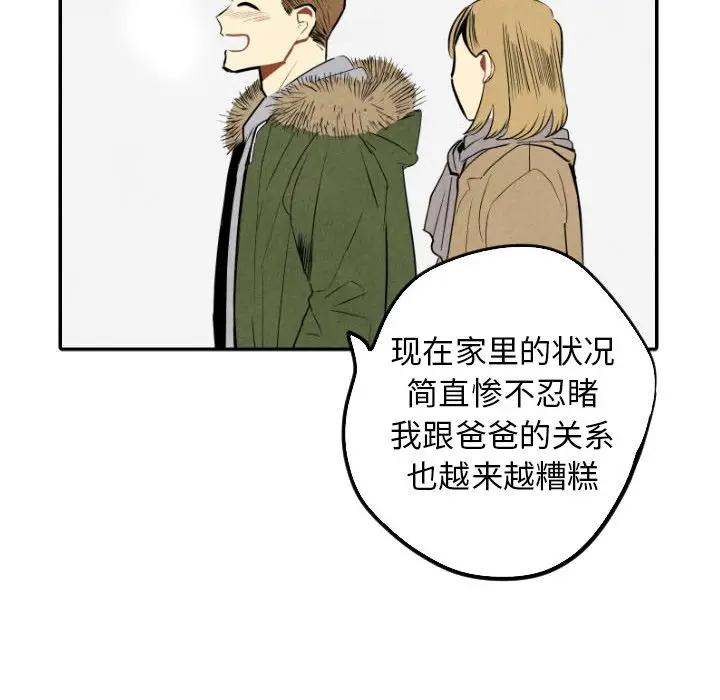 现在家里的状况
简直惨不忍睹
我跟爸爸的关系
也越来越糟糕